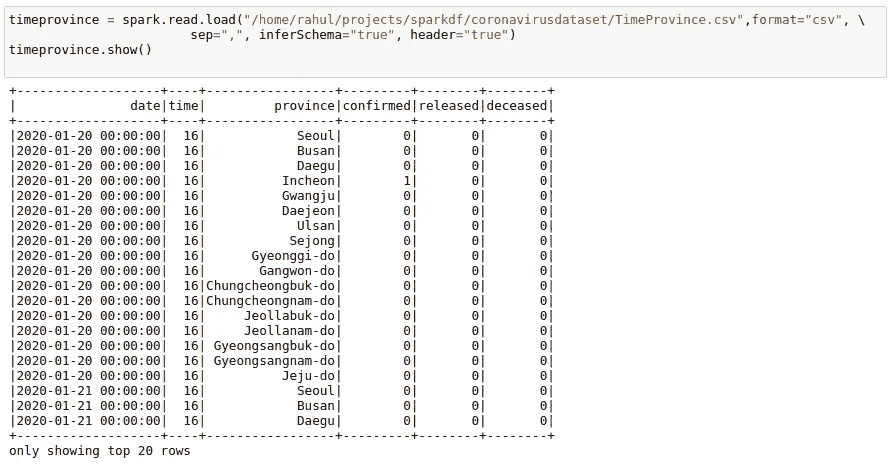 timeprovince = spark.read.load("/home/rahul/projects/sparkdf/coronavirusdataset/TimeProvince.csv",format="csv", \
                        sep=",", inferSchema="true", header="true")
timeprovince.show()
+-------------------+----+-----------------+---------+--------+--------+
|               date|time|         province|confirmed|released|deceased|
+-------------------+----+-----------------+---------+--------+--------+
|2020-01-20 00:00:00|  16|            Seoul|        0|       0|       0|
|2020-01-20 00:00:00|  16|            Busan|        0|       0|       0|
|2020-01-20 00:00:00|  16|            Daegu|        0|       0|       0|
|2020-01-20 00:00:00|  16|          Incheon|        1|       0|       0|
|2020-01-20 00:00:00|  16|          Gwangju|        0|       0|       0|
|2020-01-20 00:00:00|  16|          Daejeon|        0|       0|       0|
|2020-01-20 00:00:00|  16|            Ulsan|        0|       0|       0|
|2020-01-20 00:00:00|  16|           Sejong|        0|       0|       0|
|2020-01-20 00:00:00|  16|      Gyeonggi-do|        0|       0|       0|
|2020-01-20 00:00:00|  16|       Gangwon-do|        0|       0|       0|
|2020-01-20 00:00:00|  16|Chungcheongbuk-do|        0|       0|       0|
|2020-01-20 00:00:00|  16|Chungcheongnam-do|        0|       0|       0|
|2020-01-20 00:00:00|  16|     Jeollabuk-do|        0|       0|       0|
|2020-01-20 00:00:00|  16|     Jeollanam-do|        0|       0|       0|
|2020-01-20 00:00:00|  16| Gyeongsangbuk-do|        0|       0|       0|
|2020-01-20 00:00:00|  16| Gyeongsangnam-do|        0|       0|       0|
|2020-01-20 00:00:00|  16|          Jeju-do|        0|       0|       0|
|2020-01-21 00:00:00|  16|            Seoul|        0|       0|       0|
|2020-01-21 00:00:00|  16|            Busan|        0|       0|       0|
|2020-01-21 00:00:00|  16|            Daegu|        0|       0|       0|
+-------------------+----+-----------------+---------+--------+--------+
only showing top 20 rows